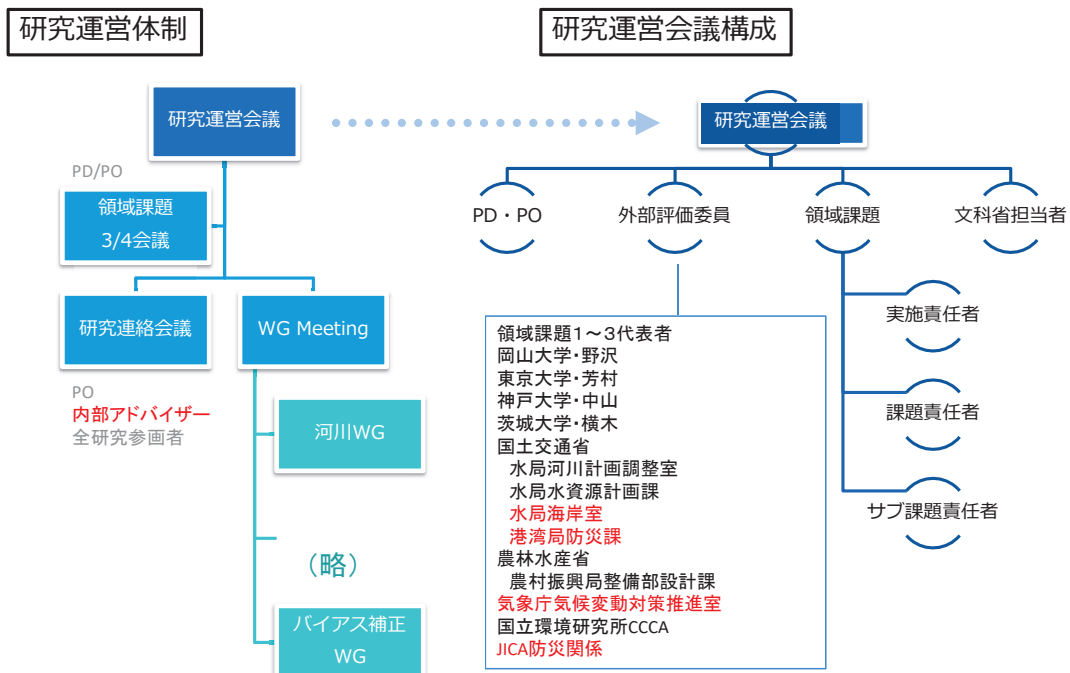 研究運営体制
研究運営会議
PD/PO
領域課題
3/4会議
研究連絡会議
WG Meeting
PO
内部アドバイザー
全研究参画者
河川WG
(略)
バイアス補正
WG
研究運営会議構成
研究運営会議
PD・PO
外部評価委員
領域課題
文科省担当者
実施責任者
課題責任者
サブ課題責任者
領域課題1～3代表者
岡山大学・野沢
東京大学・芳村
神戸大学・中山
茨城大学・横木
国土交通省
水局河川計画調整室
水局水資源計画課
水局海岸室
港湾局防災課
農林水産省
農村振興局整備部設計課
気象庁気候変動対策推進室
国立環境研究所CCCA
JICA防災関係